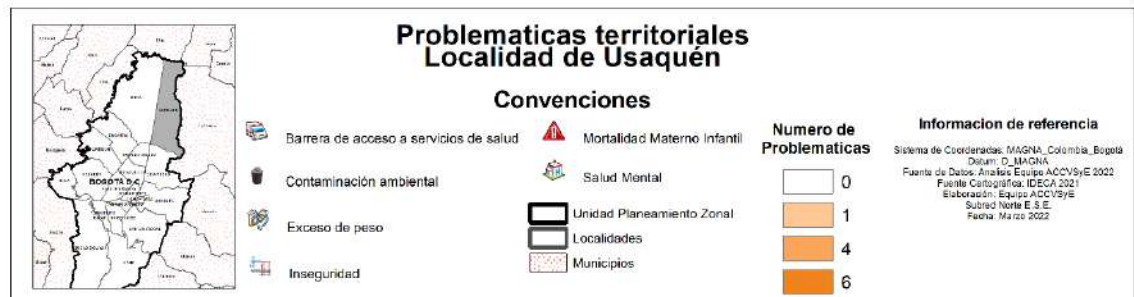 Problematicas territoriales
Localidad de Usaquén
Convenciones
Barrera de acceso a servicios de salud
Contaminación ambiental
Exceso de peso
Inseguridad
Mortalidad Materno Infantil
Salud Mental
Unidad Planeamiento Zonal
Localidades
Municipios
Numero de
Problematicas
0
1
4
6
Informacion de referencia
Sistema de Coordenadas: MAGNA_Colombia_Bogotá
Datum: D_MAGNA
Fuente de Datos: Analisis Equipo ACCVSyE 2022
Fuente Cartográfica: IDECA 2021
Elaboración: Equipo ACCVSyE
Subred Norte E.S.E.
Fecha: Marzo 2022
BOGOTÁ D.C.